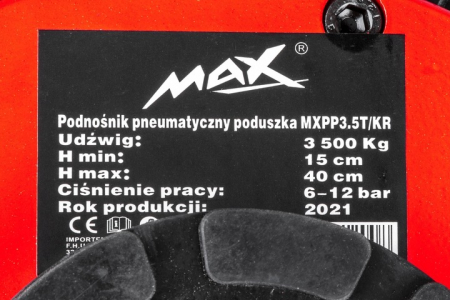 MAX ®
Podnośnik pneumatyczny poduszka MXPP3.5T/KR
Udźwig: 3 500 Kg
H min: 15 cm
H max: 40 cm
Ciśnienie pracy: 6-12 bar
Rok produkcji: 2021
CE